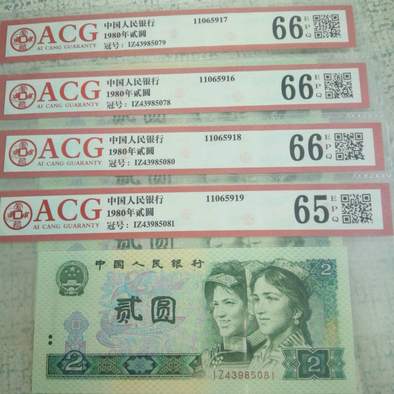 ACG
AI CANG GUARANTY
中国人民银行 11065917
1980年贰圆
冠号: IZ43985079
66 EPQ
ACG
AI CANG GUARANTY
中国人民银行 11065916
1980年贰圆
冠号: IZ43985078
66 EPQ
ACG
AI CANG GUARANTY
中国人民银行 11065918
1980年贰圆
冠号: IZ43985080
66 EPQ
ACG
AI CANG GUARANTY
中国人民银行 11065919
1980年贰圆
冠号: IZ43985081
65 EPQ
中国人民银行
2
贰圆
2
IZ43985081
2